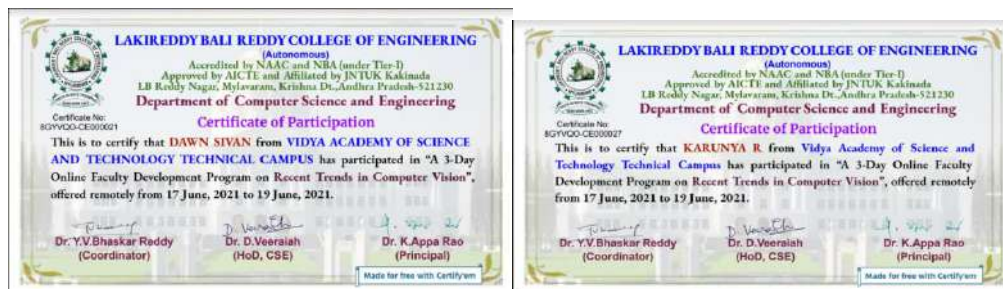 LAKIREDDY BALI REDDY COLLEGE OF ENGINEERING
(Autonomous)
Accredited by NAAC and NBA (under Tier-I)
Approved by AICTE and Affiliated by JNTUK Kakinada
LB Reddy Nagar, Mylavaram, Krishna Dt., Andhra Pradesh-521230
Department of Computer Science and Engineering
Certificate No:
8GYVQO-CE000021
Certificate of Participation
This is to certify that DAWN SIVAN from VIDYA ACADEMY OF SCIENCE
AND TECHNOLOGY TECHNICAL CAMPUS has participated in "A 3-Day
Online Faculty Development Program on Recent Trends in Computer Vision",
offered remotely from 17 June, 2021 to 19 June, 2021.
Dr. Y.V.Bhaskar Reddy
(Coordinator)
Dr. D.Veeraiah
(HoD, CSE)
Dr. K.Appa Rao
(Principal)
Made for free with Certify'em
LAKIREDDY BALI REDDY COLLEGE OF ENGINEERING
(Autonomous)
Accredited by NAAC and NBA (under Tier-I)
Approved by AICTE and Affiliated by JNTUK Kakinada
LB Reddy Nagar, Mylavaram, Krishna Dt., Andhra Pradesh-521230
Department of Computer Science and Engineering
Certificate No:
8GYVQO-CE000027
Certificate of Participation
This is to certify that KARUNYA R from Vidya Academy of Science and
Technology Technical Campus has participated in "A 3-Day Online Faculty
Development Program on Recent Trends in Computer Vision", offered remotely
from 17 June, 2021 to 19 June, 2021.
Dr. Y.V.Bhaskar Reddy
(Coordinator)
Dr. D.Veeraiah
(HoD, CSE)
Dr. K.Appa Rao
(Principal)
Made for free with Certify'em